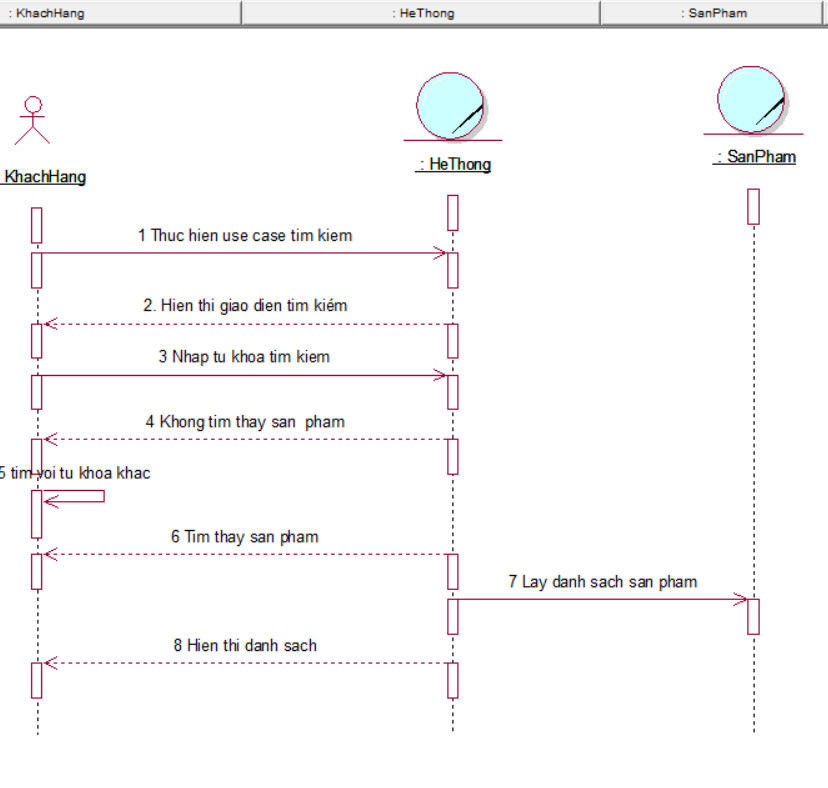 : KhachHang
: HeThong
: SanPham
KhachHang
: HeThong
: SanPham
1 Thuc hien use case tim kiem
2. Hien thi giao dien tim kiém
3 Nhap tu khoa tim kiem
4 Khong tim thay san pham
5 tim voi tu khoa khac
6 Tim thay san pham
7 Lay danh sach san pham
8 Hien thi danh sach